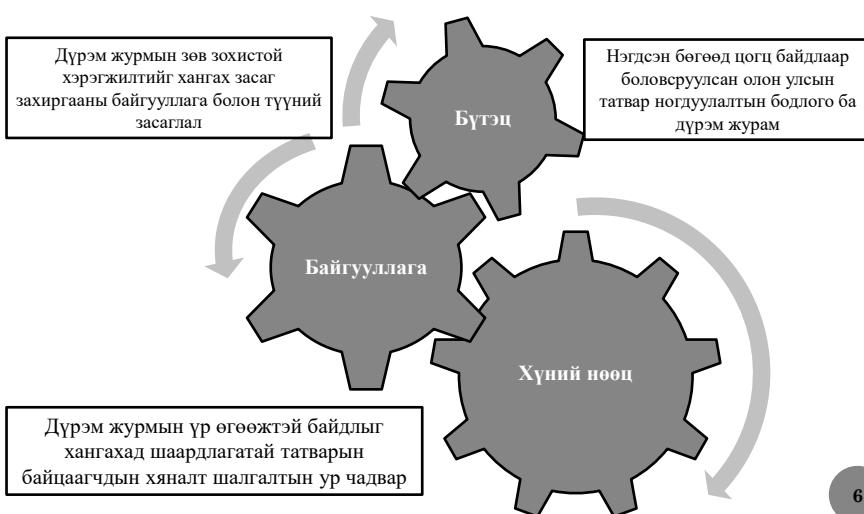 Дүрэм журмын зөв зохистой
хэрэгжилтийг хангах засаг
захиргааны байгууллага болон түүний
засаглал
Бүтэц
Нэгдсэн бөгөөд цогц байдлаар
боловсруулсан олон улсын
татвар ногдуулалтын бодлого ба
дүрэм журам
Байгууллага
Хүний нөөц
Дүрэм журмын үр өгөөжтэй байдлыг
хангахад шаардлагатай татварын
байцаагчдын хяналт шалгалтын ур чадвар
6